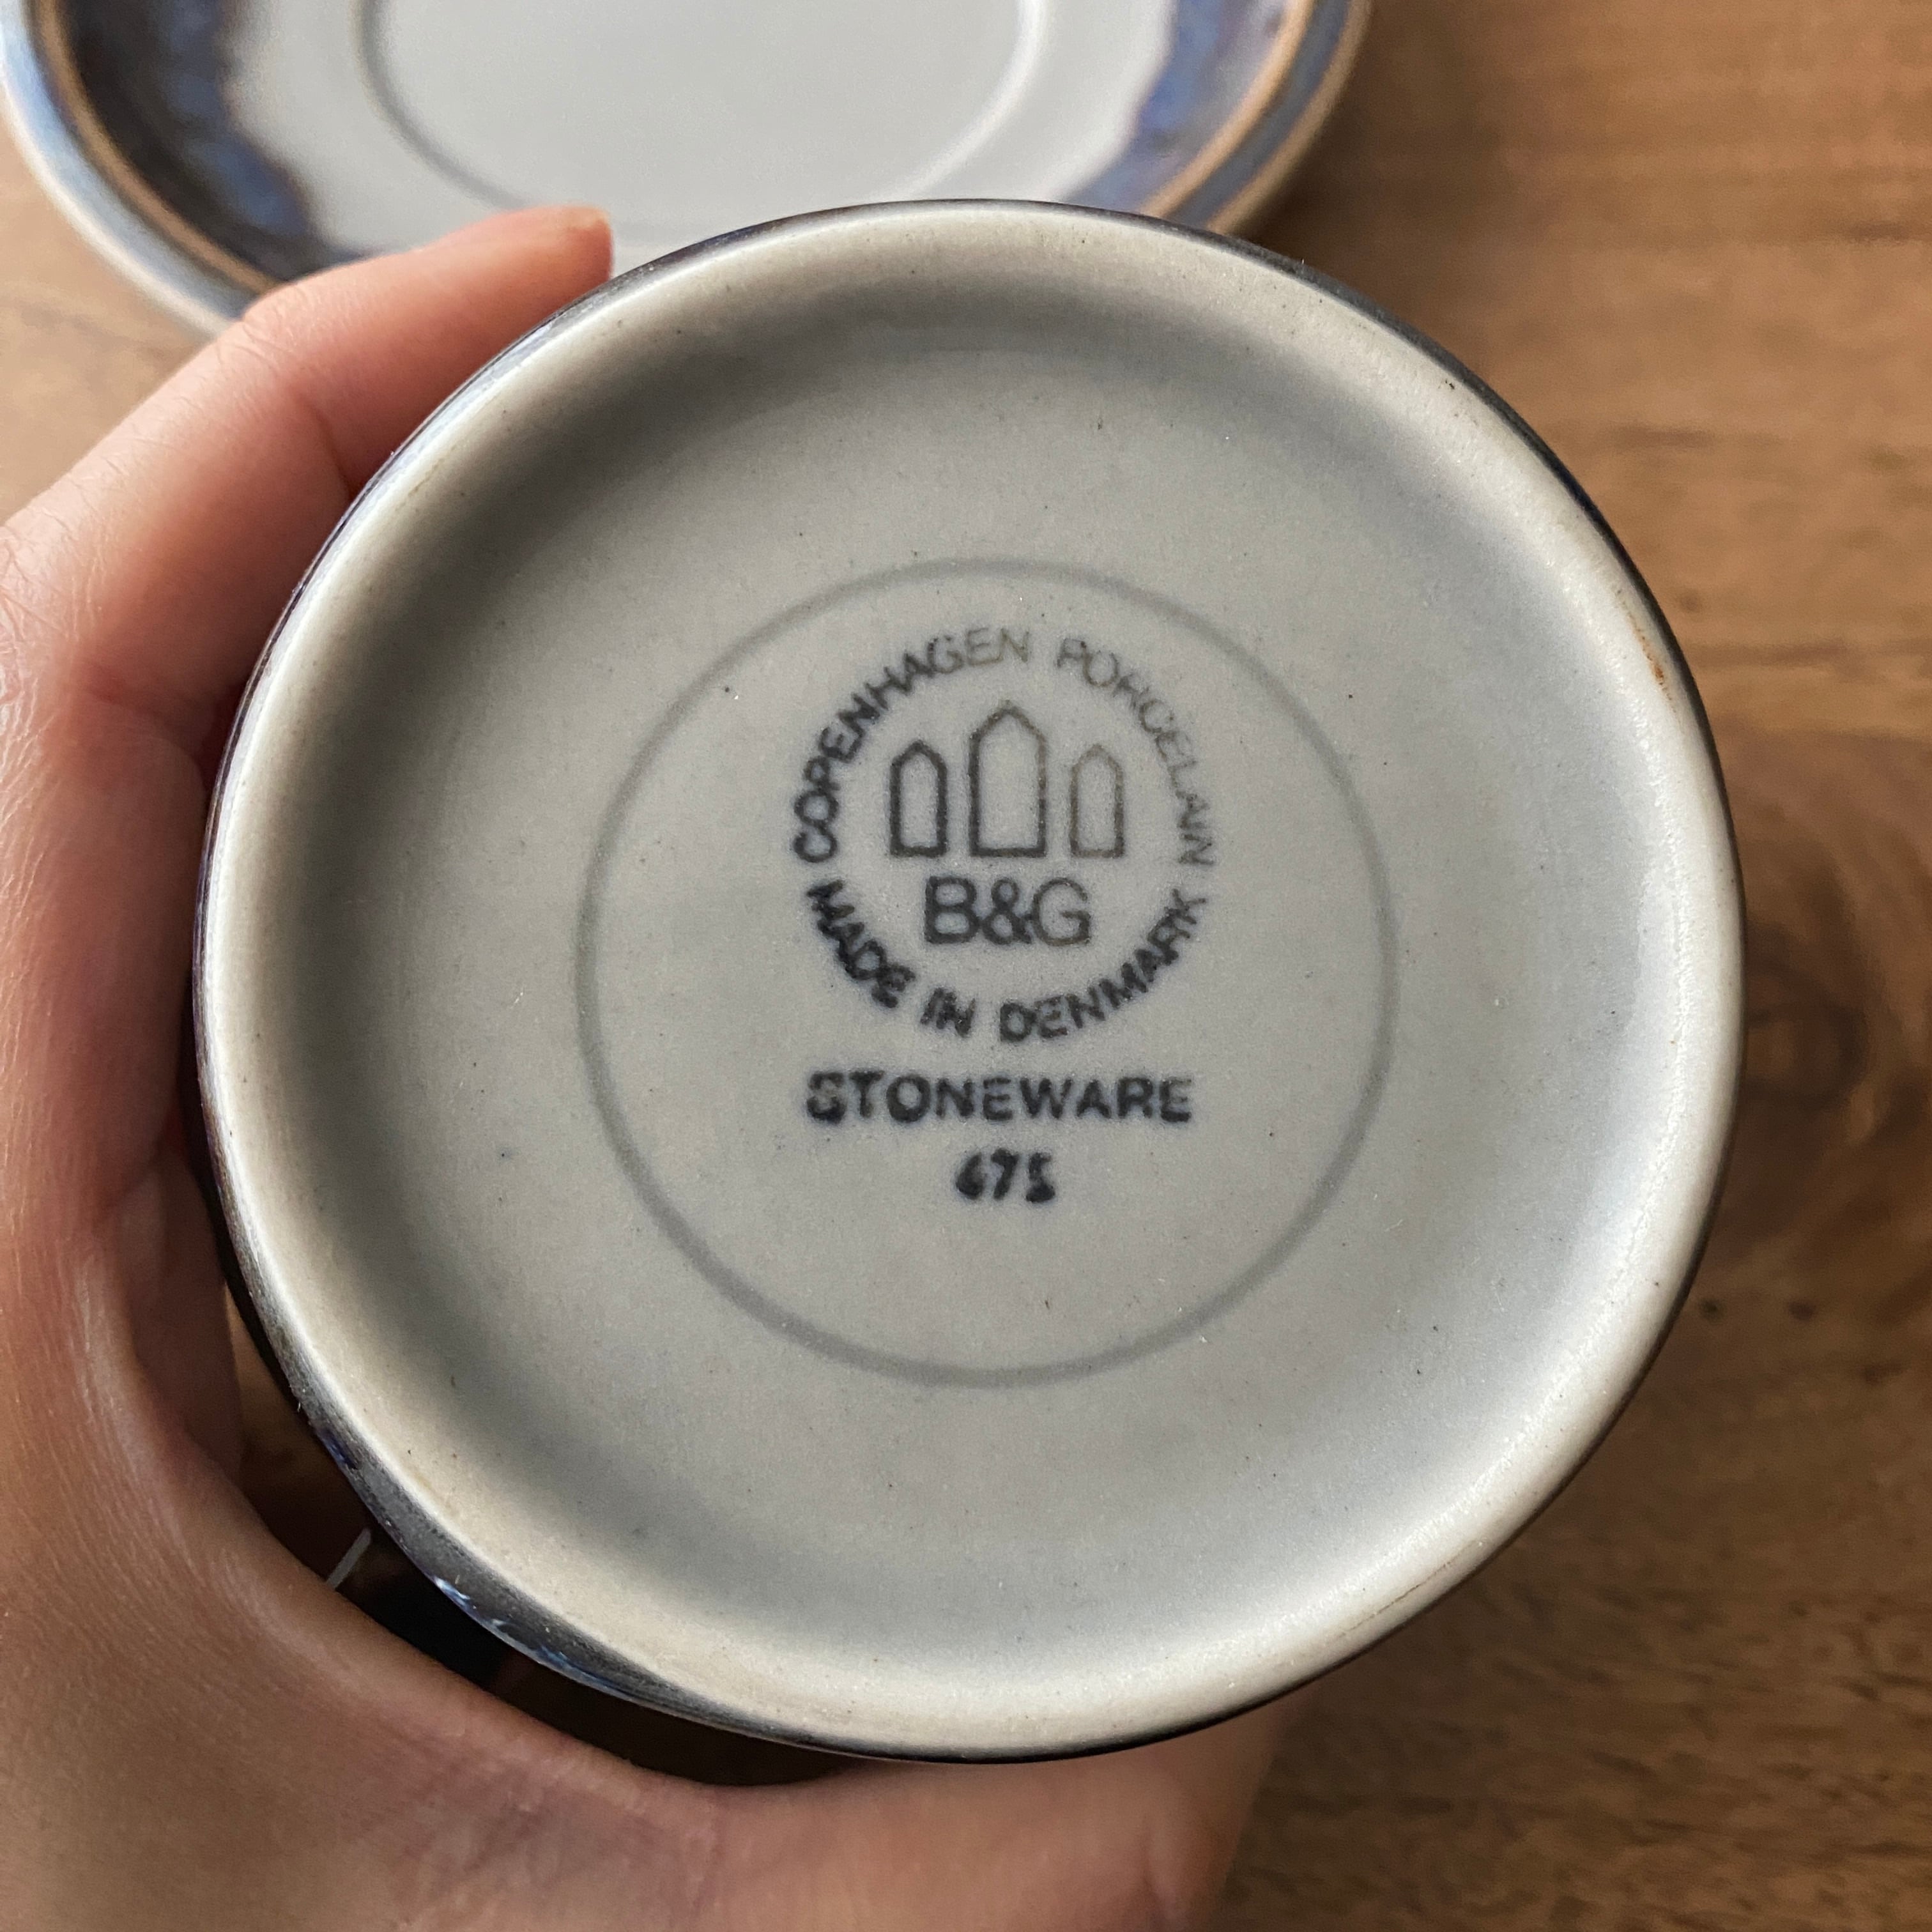 COPENHAGEN PORCELAIN
B&G
MADE IN DENMARK
STONEWARE
675